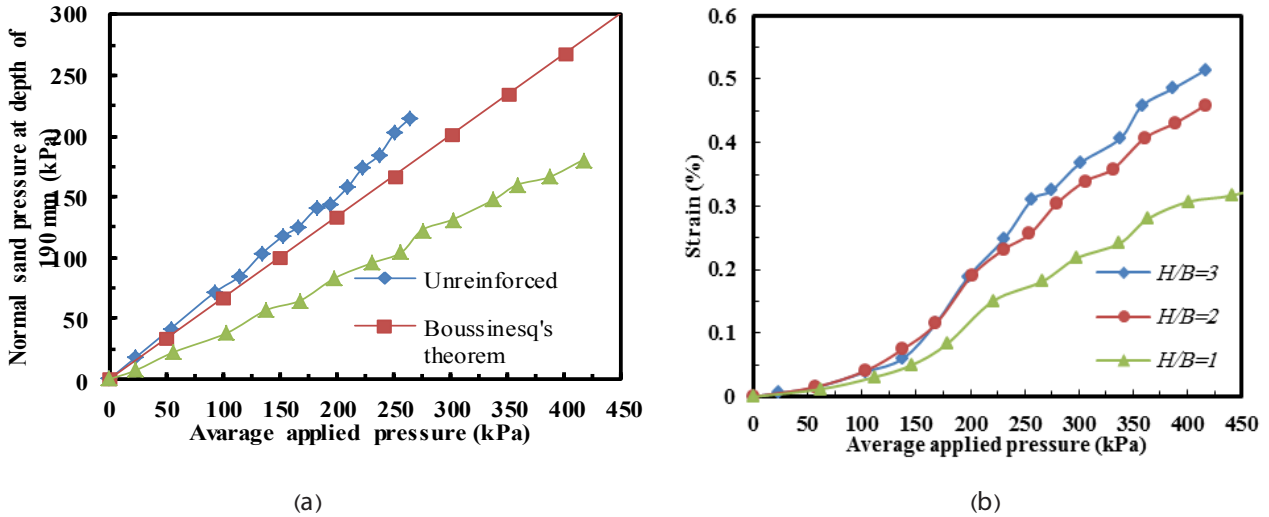 Normal sand pressure at depth of
190 mm (kPa)
300
250
200
150
100
50
0
0 50 100 150 200 250 300 350 400 450
Avarage applied pressure (kPa)
Unreinforced
Boussinesq's
theorem
(a)
Strain (%)
0.6
0.5
0.4
0.3
0.2
0.1
0
0 50 100 150 200 250 300 350 400 450
Average applied pressure (kPa)
H/B=3
H/B=2
H/B=1
(b)